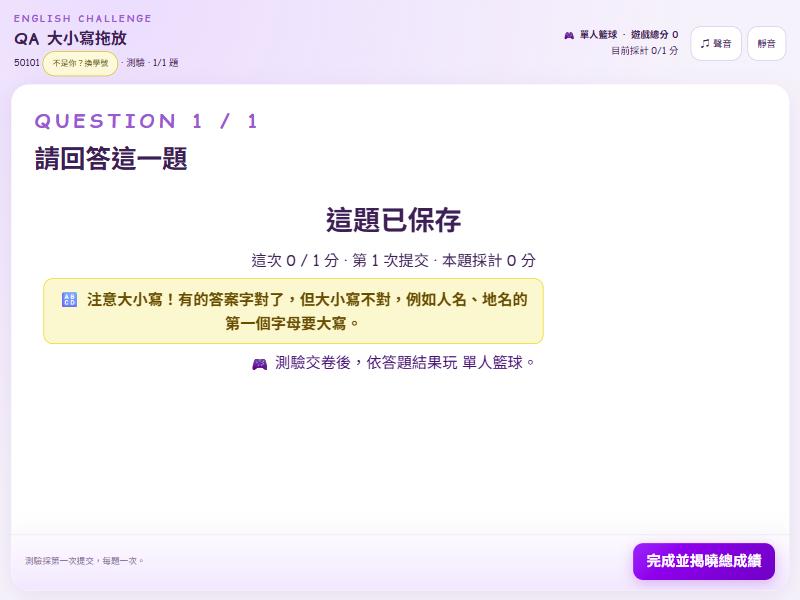 ENGLISH CHALLENGE
QA 大小寫拖放
50101 不是你？換學號 · 測驗 · 1/1 題
🎮 單人籃球 · 遊戲總分 0
目前採計 0/1 分
♫ 聲音
靜音
QUESTION 1 / 1
請回答這一題
這題已保存
這次 0 / 1 分 · 第 1 次提交 · 本題採計 0 分
🔠 注意大小寫！有的答案字對了，但大小寫不對，例如人名、地名的
第一個字母要大寫。
🎮 測驗交卷後，依答題結果玩 單人籃球。
測驗採第一次提交，每題一次。
完成並揭曉總成績